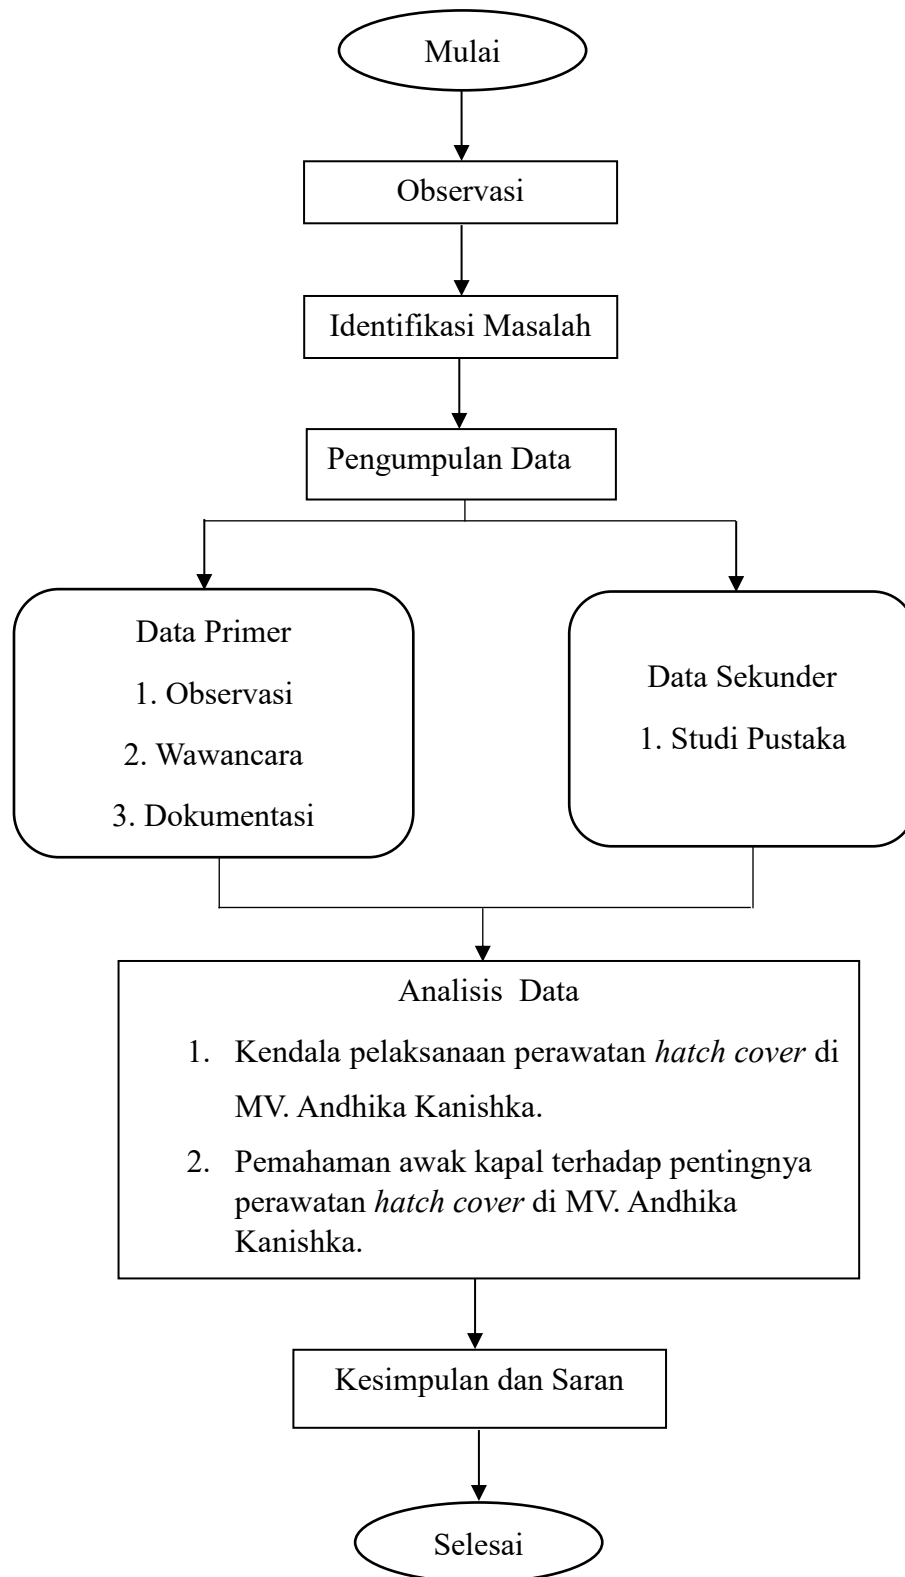 Mulai
Observasi
Identifikasi Masalah
Pengumpulan Data
Data Primer
1. Observasi
2. Wawancara
3. Dokumentasi
Data Sekunder
1. Studi Pustaka
Analisis Data
1. Kendala pelaksanaan perawatan hatch cover di
MV. Andhika Kanishka.
2. Pemahaman awak kapal terhadap pentingnya
perawatan hatch cover di MV. Andhika
Kanishka.
Kesimpulan dan Saran
Selesai